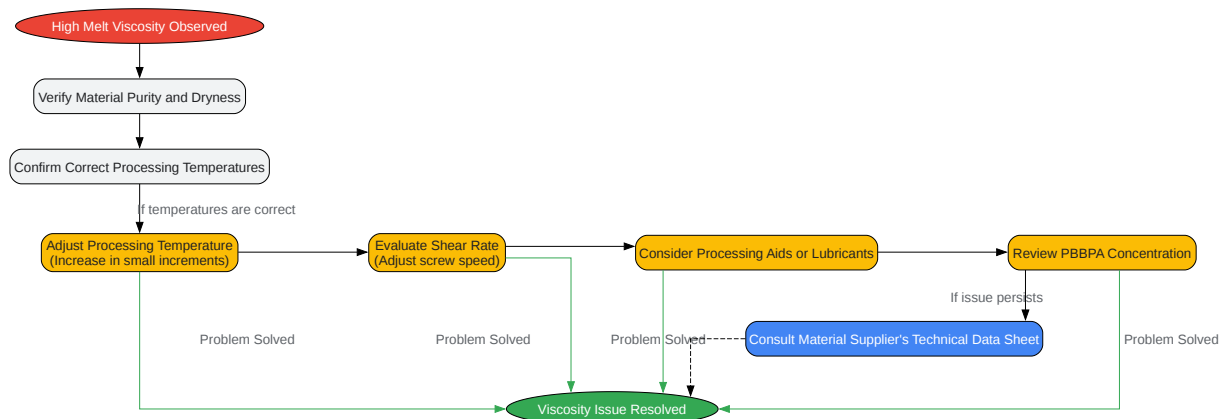 High Melt Viscosity Observed
Verify Material Purity and Dryness
Confirm Correct Processing Temperatures
If temperatures are correct
Adjust Processing Temperature
(Increase in small increments)
Evaluate Shear Rate
(Adjust screw speed)
Consider Processing Aids or Lubricants
Review PBBPA Concentration
If issue persists
Problem Solved
Problem Solved
Problem Solved
Consult Material Supplier's Technical Data Sheet
Problem Solved
Viscosity Issue Resolved